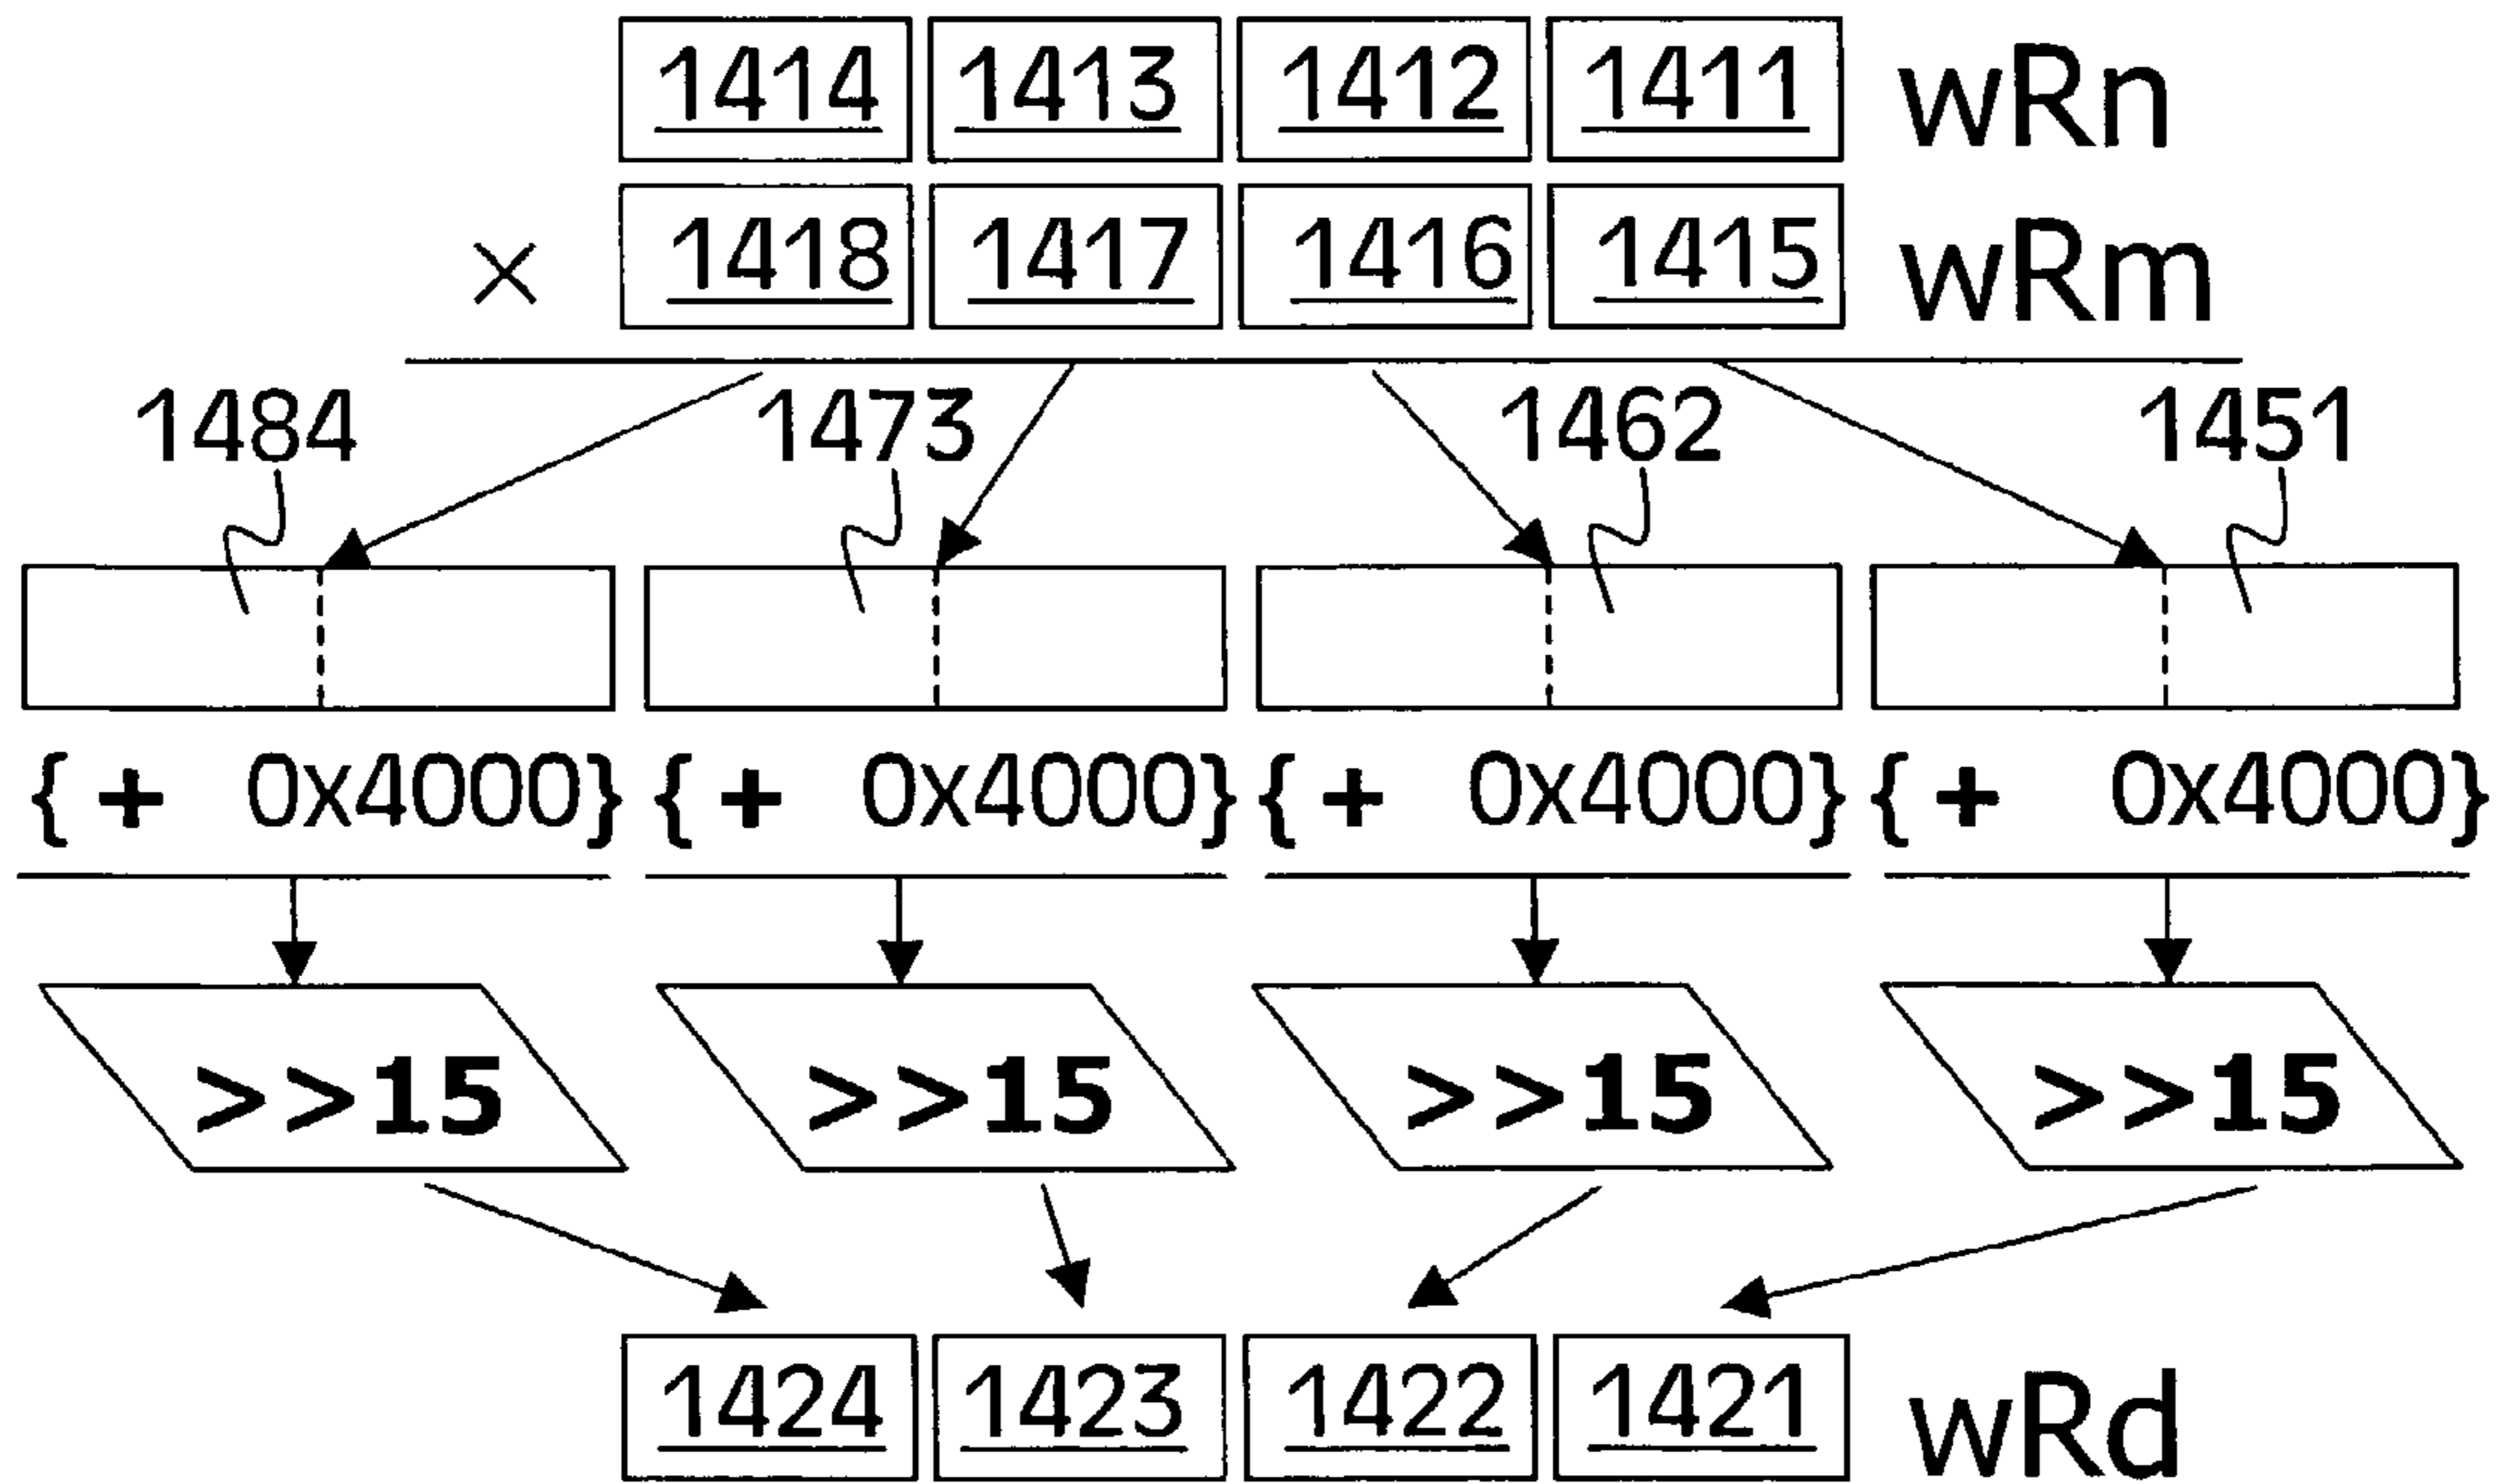 1414 1413 1412 1411 wRn
× 1418 1417 1416 1415 wRm
1484 1473 1462 1451
{ + 0x4000} { + 0x4000} { + 0x4000} { + 0x4000}
>>15 >>15 >>15 >>15
1424 1423 1422 1421 wRd